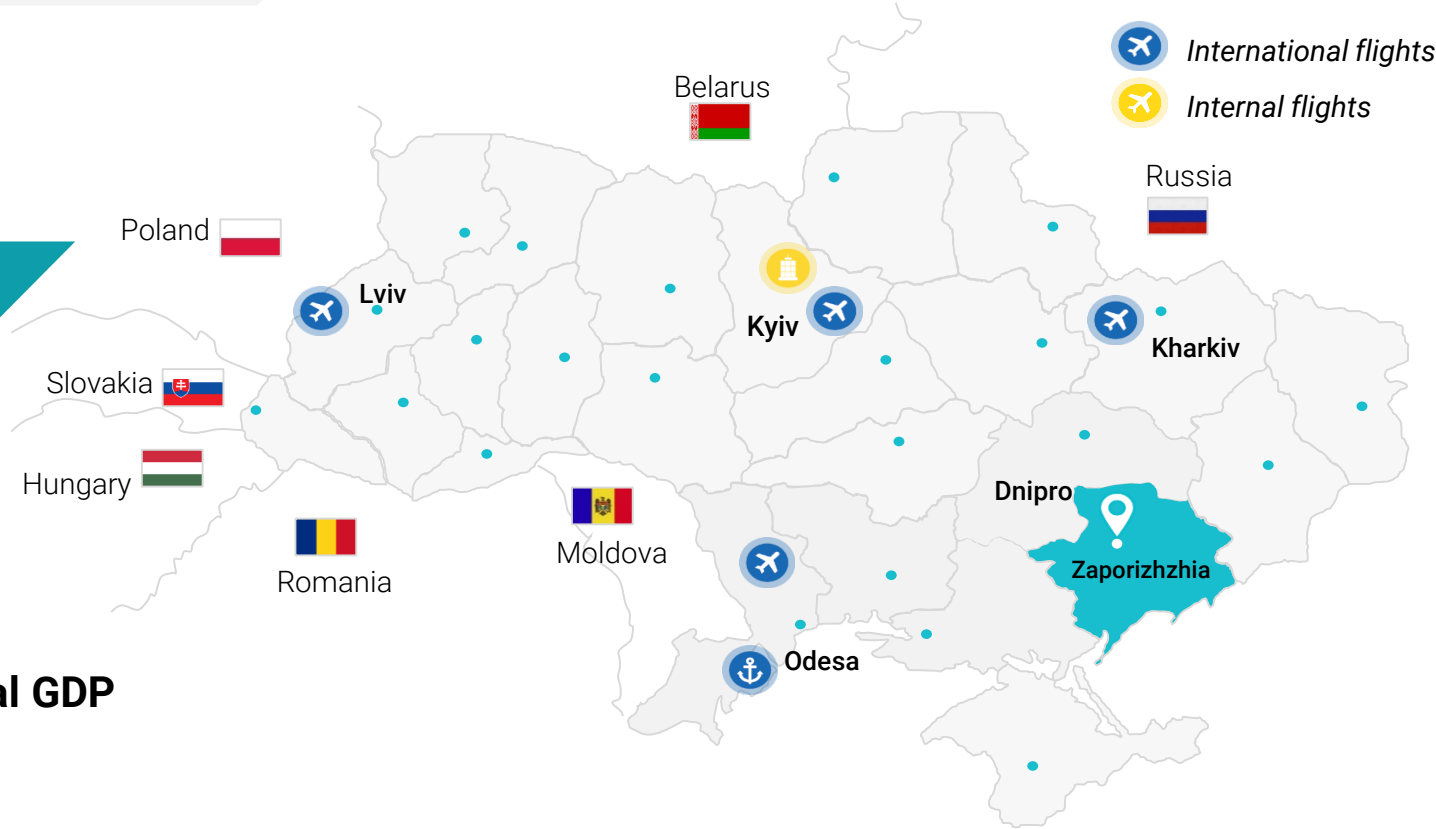 International flights
Internal flights
Belarus
Russia
Poland
Lviv
Kyiv
Kharkiv
Slovakia
Hungary
Dnipro
Moldova
Romania
Zaporizhzhia
Odesa
al GDP